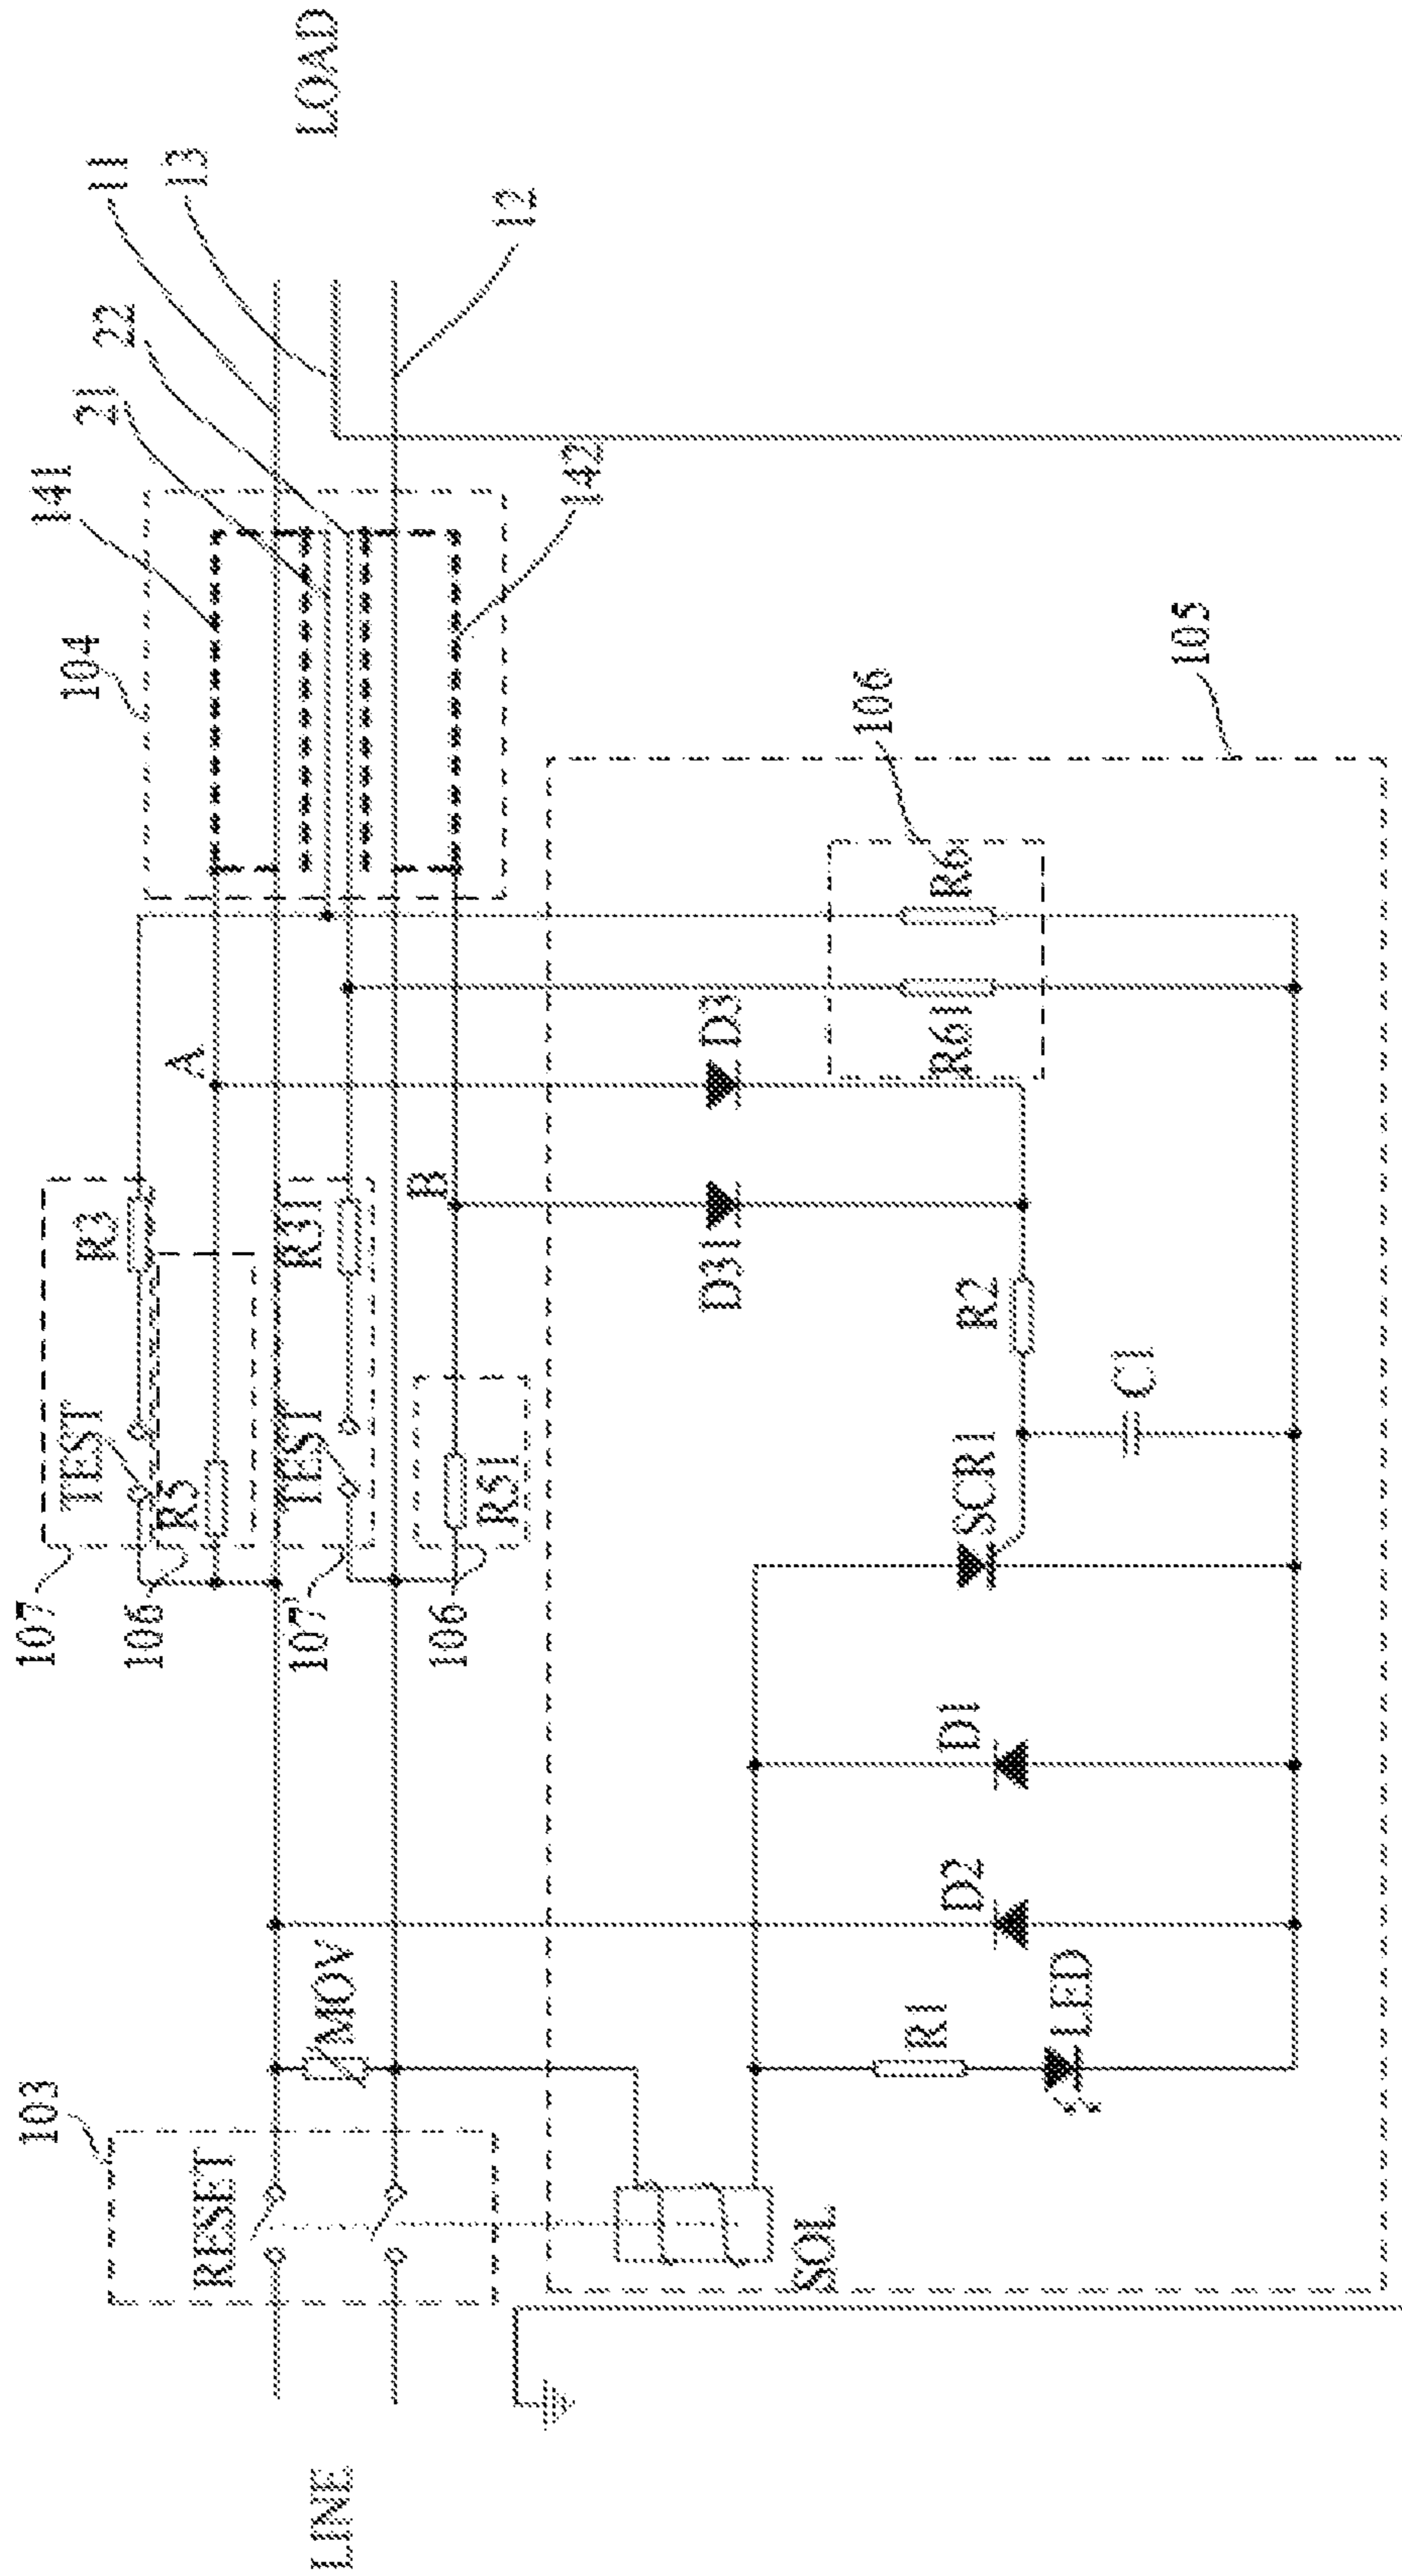 LINE
103
RESET
SOL
MOV
R1
LED
D2
D1
107
106
107'
106
TEST
R5
R3
TEST
R31
R51
A
B
SCR1
C1
R2
D31
D3
R61
R6
106
105
104
141
21
22
11
13
142
12
LOAD